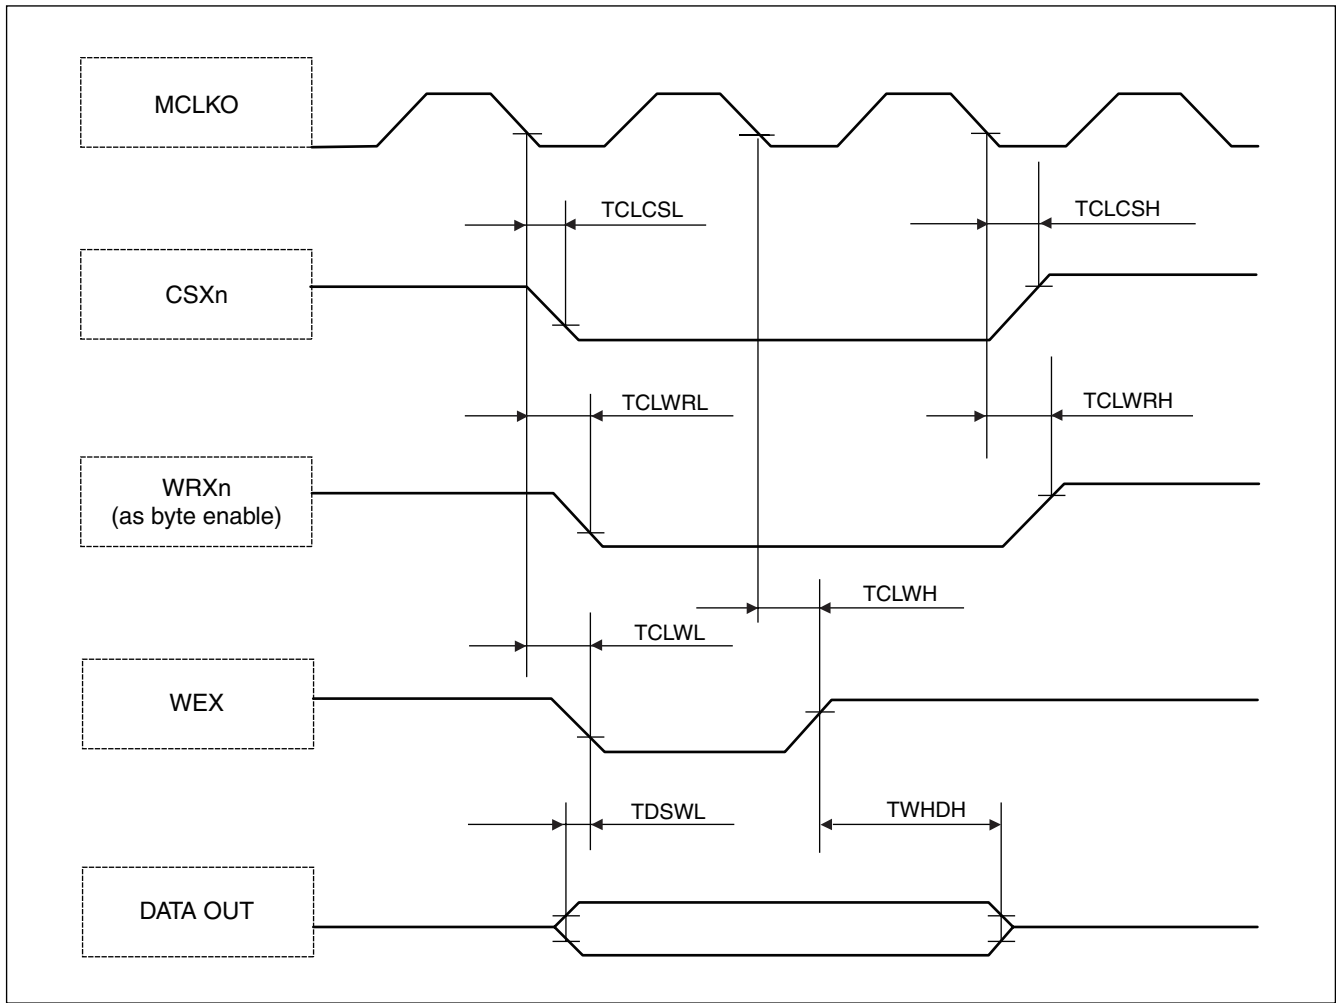 MCLKO
TCLCSL
TCLCSH
CSXn
TCLWRL
TCLWRH
WRXn
(as byte enable)
TCLWH
TCLWL
WEX
TDSWL
TWHDH
DATA OUT